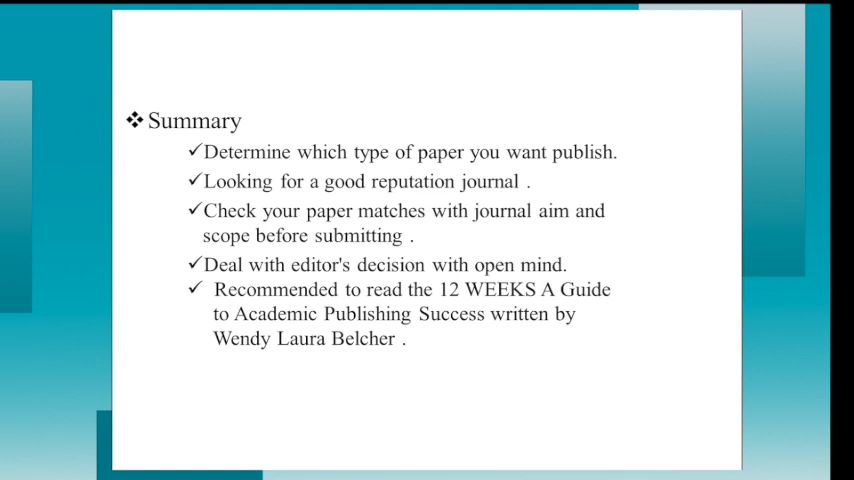 ❖Summary
✓Determine which type of paper you want publish.
✓Looking for a good reputation journal .
✓Check your paper matches with journal aim and
scope before submitting .
✓Deal with editor's decision with open mind.
✓ Recommended to read the 12 WEEKS A Guide
to Academic Publishing Success written by
Wendy Laura Belcher .